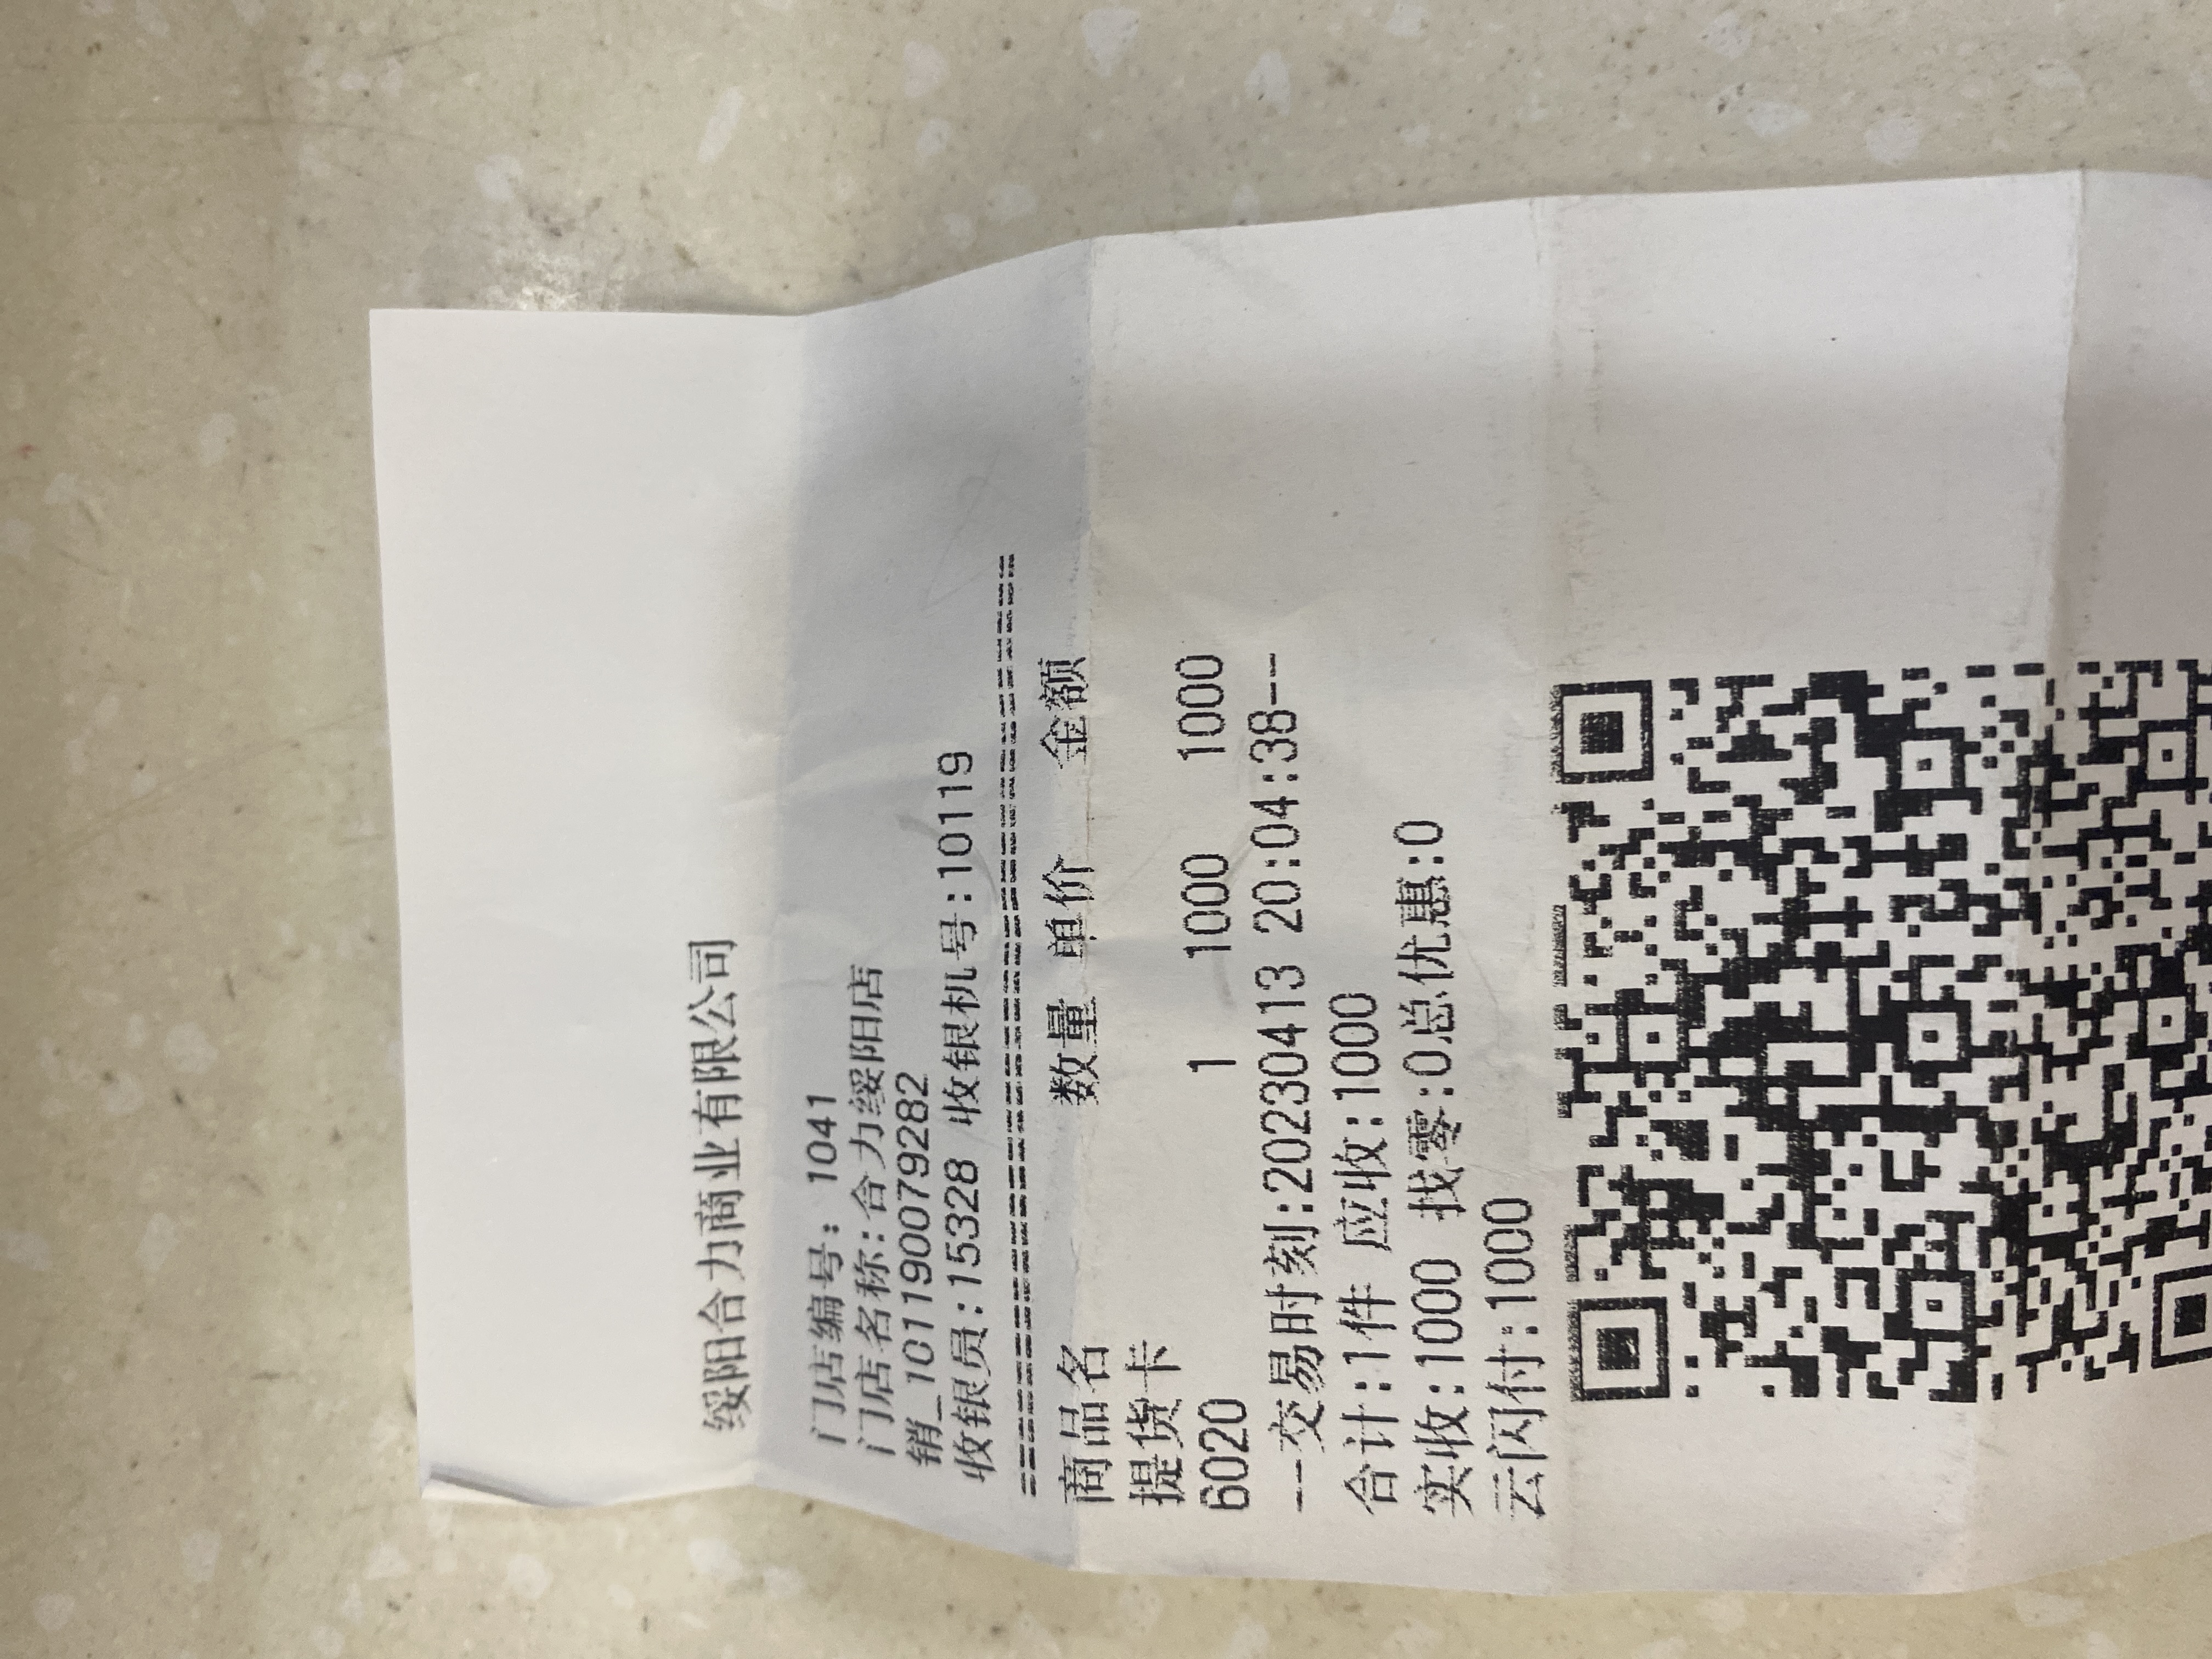 绥阳合力商业有限公司
门店编号: 1041
门店名称:合力绥阳店
销_101190079282
收银员:15328 收银机号:10119
==========================================
商品名 数量 单价 金额
提货卡
6020 1 1000 1000
--交易时刻:20230413 20:04:38--
合计:1件 应收:1000
实收:1000 找零:0总优惠:0
云闪付:1000